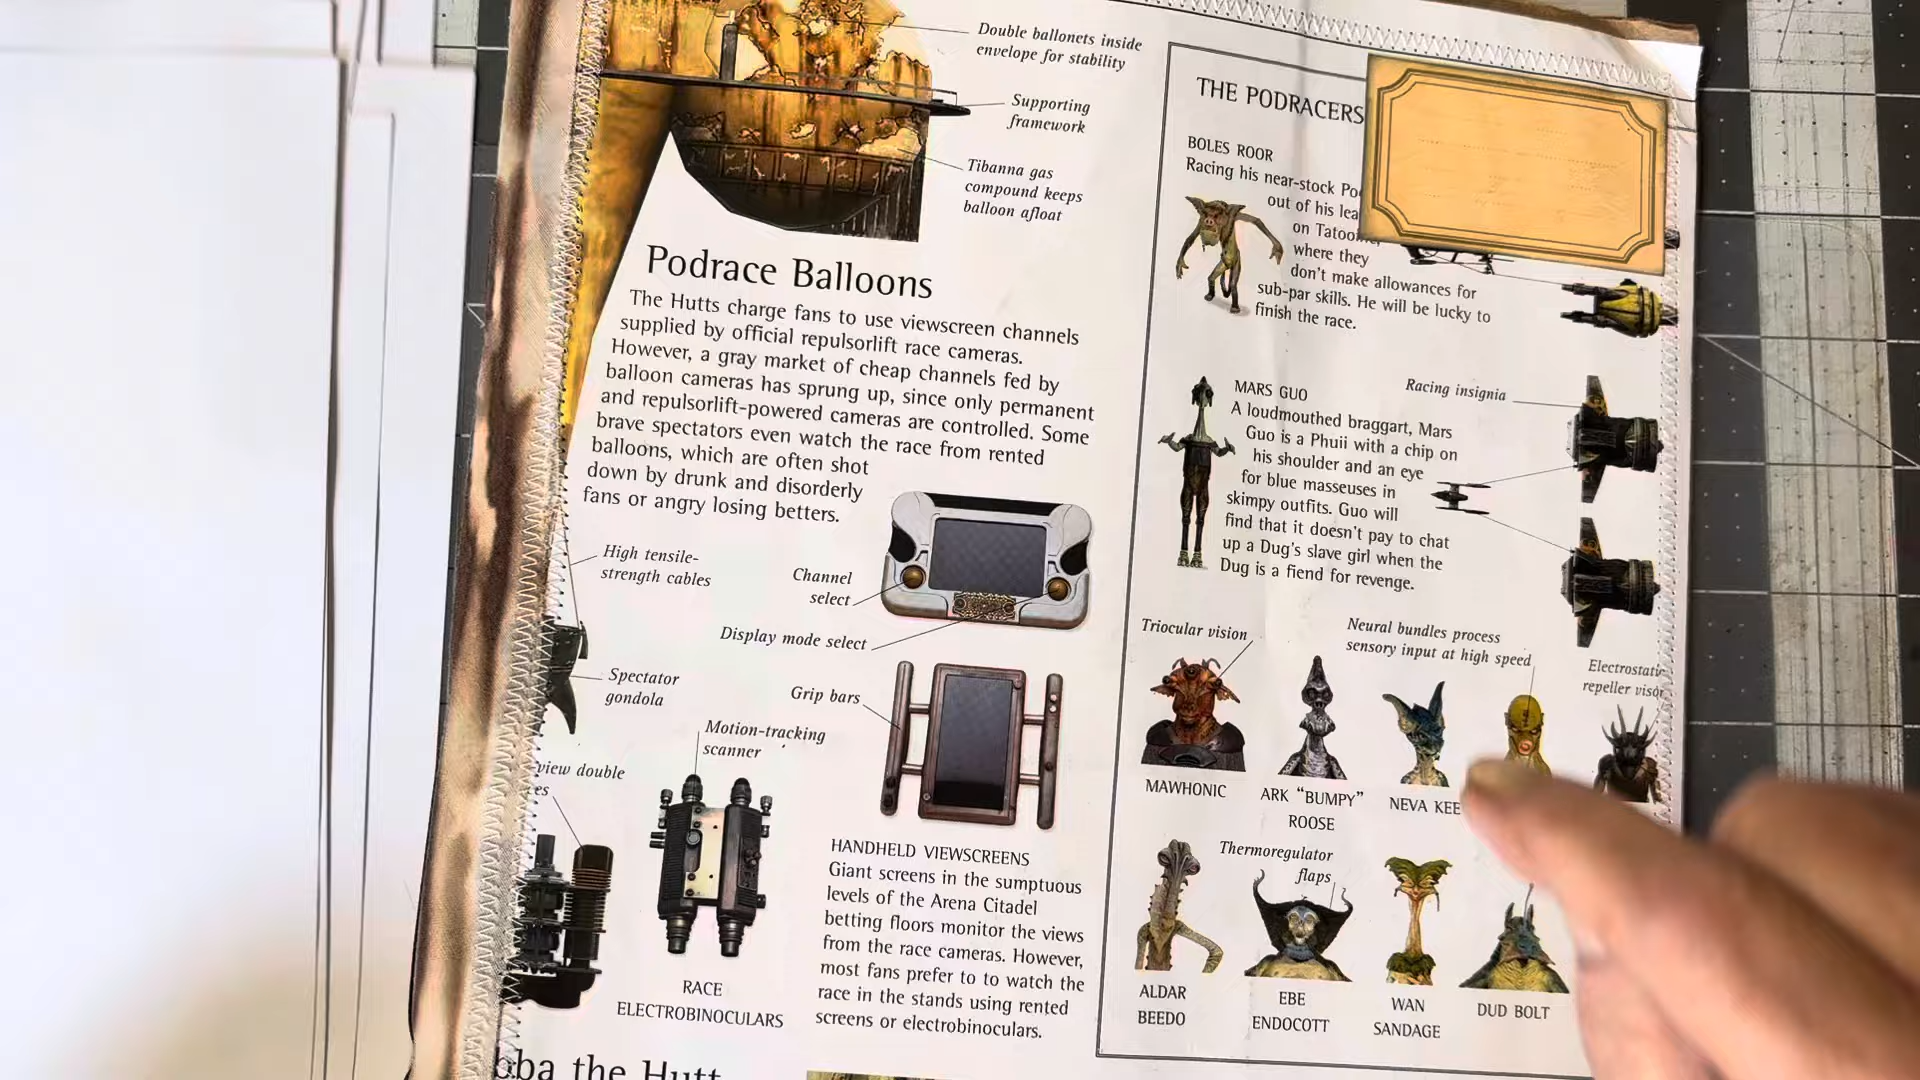 Double ballonets inside
envelope for stability
Supporting
framework
Tibanna gas
compound keeps
balloon afloat
Podrace Balloons
The Hutts charge fans to use viewscreen channels
supplied by official repulsorlift race cameras.
However, a gray market of cheap channels fed by
balloon cameras has sprung up, since only permanent
and repulsorlift-powered cameras are controlled. Some
brave spectators even watch the race from rented
balloons, which are often shot
down by drunk and disorderly
fans or angry losing betters.
High tensile-
strength cables
Channel
select
Display mode select
Spectator
gondola
Grip bars
Motion-tracking
scanner
view double
es
RACE
ELECTROBINOCULARS
HANDHELD VIEWSCREENS
Giant screens in the sumptuous
levels of the Arena Citadel
betting floors monitor the views
from the race cameras. However,
most fans prefer to to watch the
race in the stands using rented
screens or electrobinoculars.
bba the Hutt
THE PODRACERS
BOLES ROOR
Racing his near-stock Po
out of his lea
on Tatooine,
where they
don't make allowances for
sub-par skills. He will be lucky to
finish the race.
MARS GUO
A loudmouthed braggart, Mars
Guo is a Phuii with a chip on
his shoulder and an eye
for blue masseuses in
skimpy outfits. Guo will
find that it doesn't pay to chat
up a Dug's slave girl when the
Dug is a fiend for revenge.
Racing insignia
Triocular vision
Neural bundles process
sensory input at high speed
Electrostatic
repeller visor
MAWHONIC
ARK "BUMPY"
ROOSE
NEVA KEE
Thermoregulator
flaps
ALDAR
BEEDO
EBE
ENDOCOTT
WAN
SANDAGE
DUD BOLT